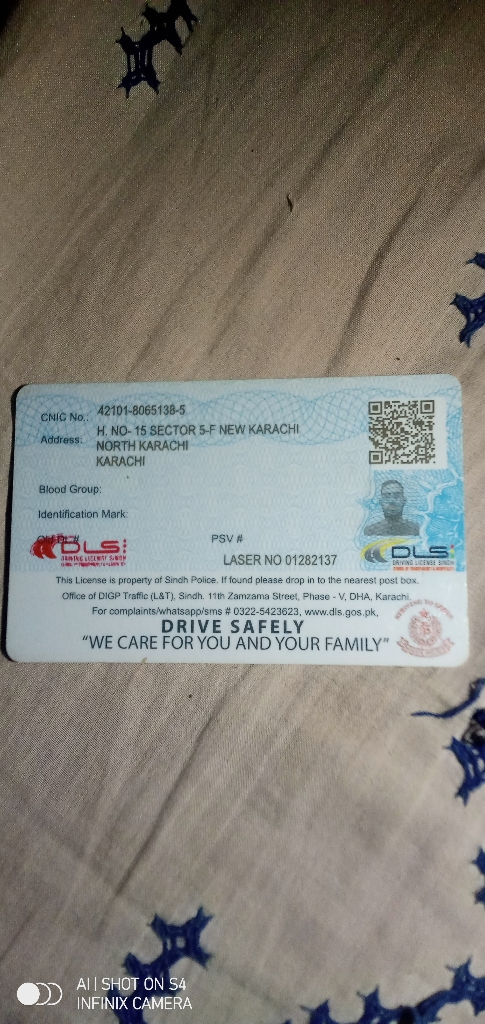 CNIC No.: 42101-8065138-5
Address: H. NO- 15 SECTOR 5-F NEW KARACHI
NORTH KARACHI
KARACHI
Blood Group:
Identification Mark:
PSV #
DLS
DRIVING LICENSE SINDH
DLS
DRIVING LICENSE SINDH
LASER NO 01282137
This License is property of Sindh Police. If found please drop in to the nearest post box.
Office of DIGP Traffic (L&T), Sindh. 11th Zamzama Street, Phase - V, DHA, Karachi.
For complaints/whatsapp/sms # 0322-5423623, www.dls.gos.pk,
DRIVE SAFELY
"WE CARE FOR YOU AND YOUR FAMILY"
AI | SHOT ON S4
INFINIX CAMERA